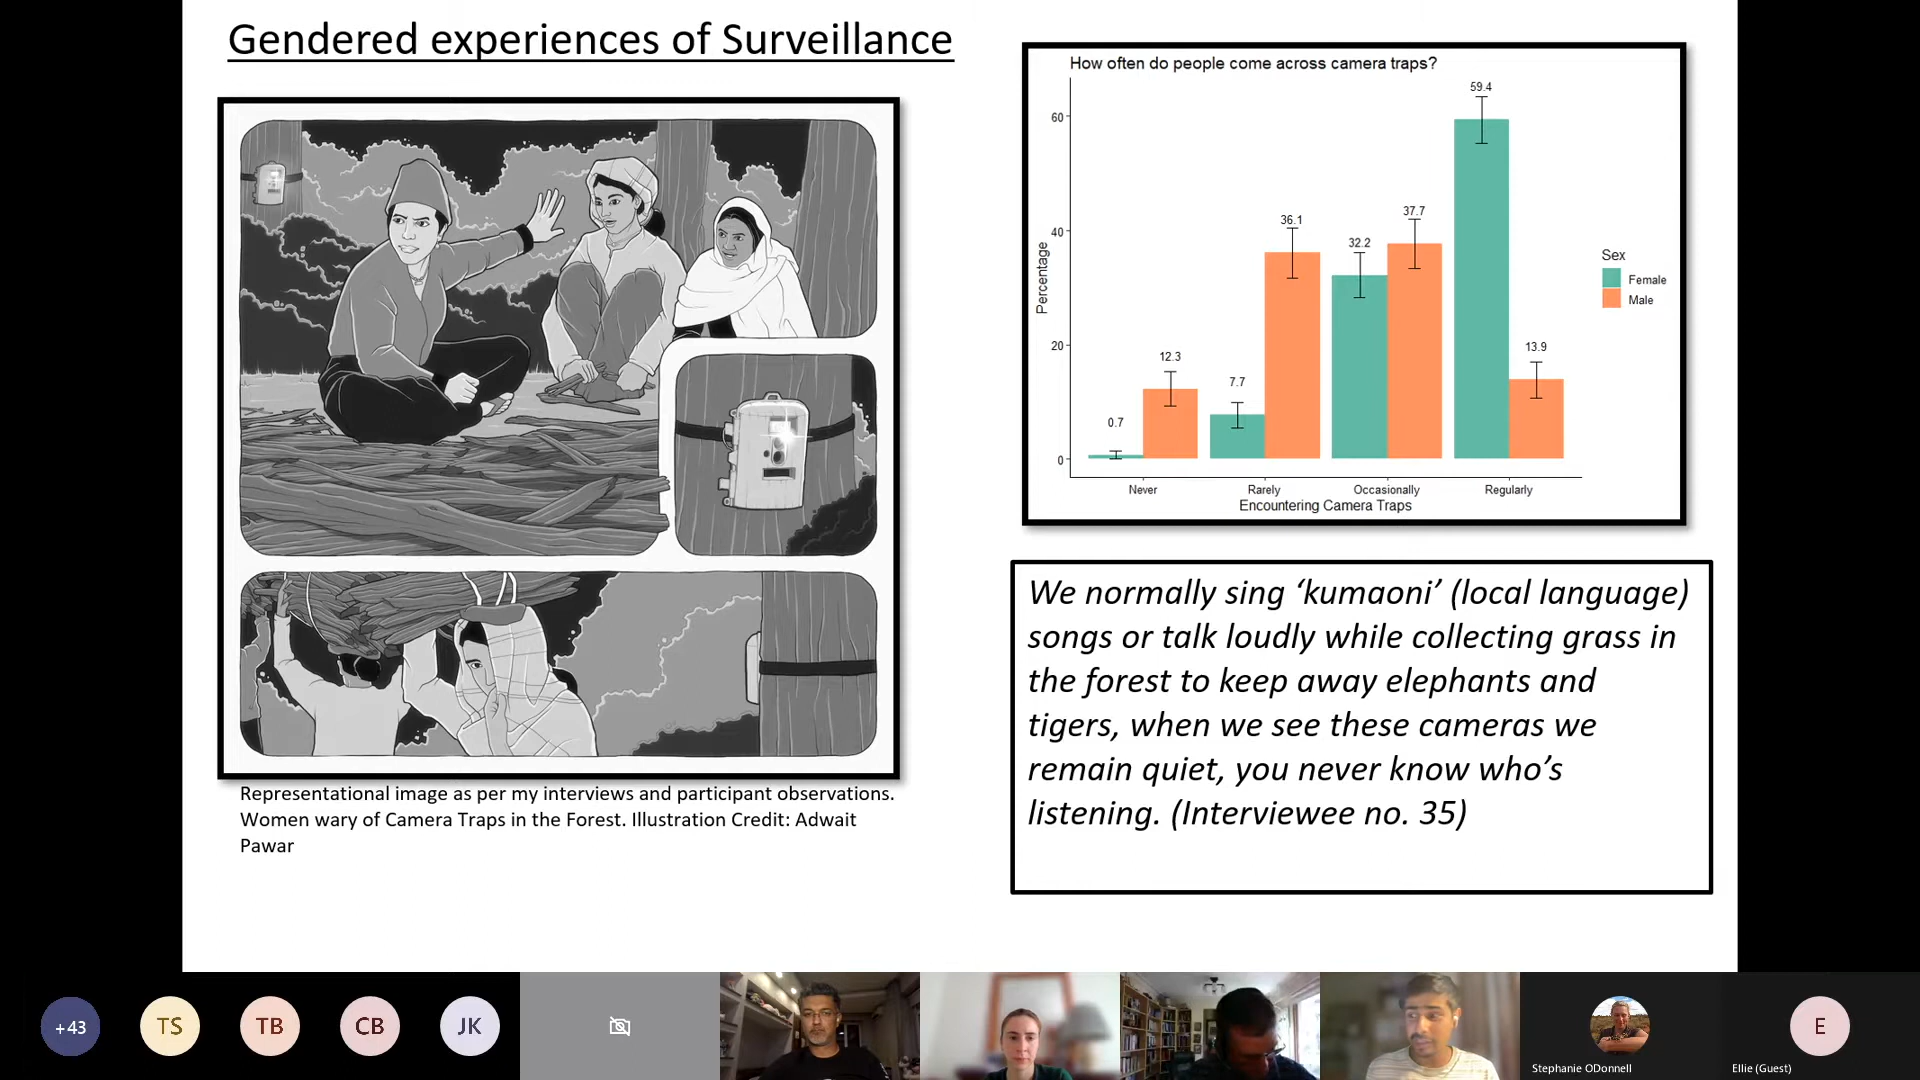 Gendered experiences of Surveillance
Representational image as per my interviews and participant observations.
Women wary of Camera Traps in the Forest. Illustration Credit: Adwait
Pawar
How often do people come across camera traps?
Percentage
60
40
20
0
0.7
12.3
7.7
36.1
32.2
37.7
59.4
13.9
Never
Rarely
Occasionally
Regularly
Encountering Camera Traps
Sex
Female
Male
We normally sing ‘kumaoni’ (local language)
songs or talk loudly while collecting grass in
the forest to keep away elephants and
tigers, when we see these cameras we
remain quiet, you never know who’s
listening. (Interviewee no. 35)
+43
TS
TB
CB
JK
Stephanie ODonnell
E
Ellie (Guest)